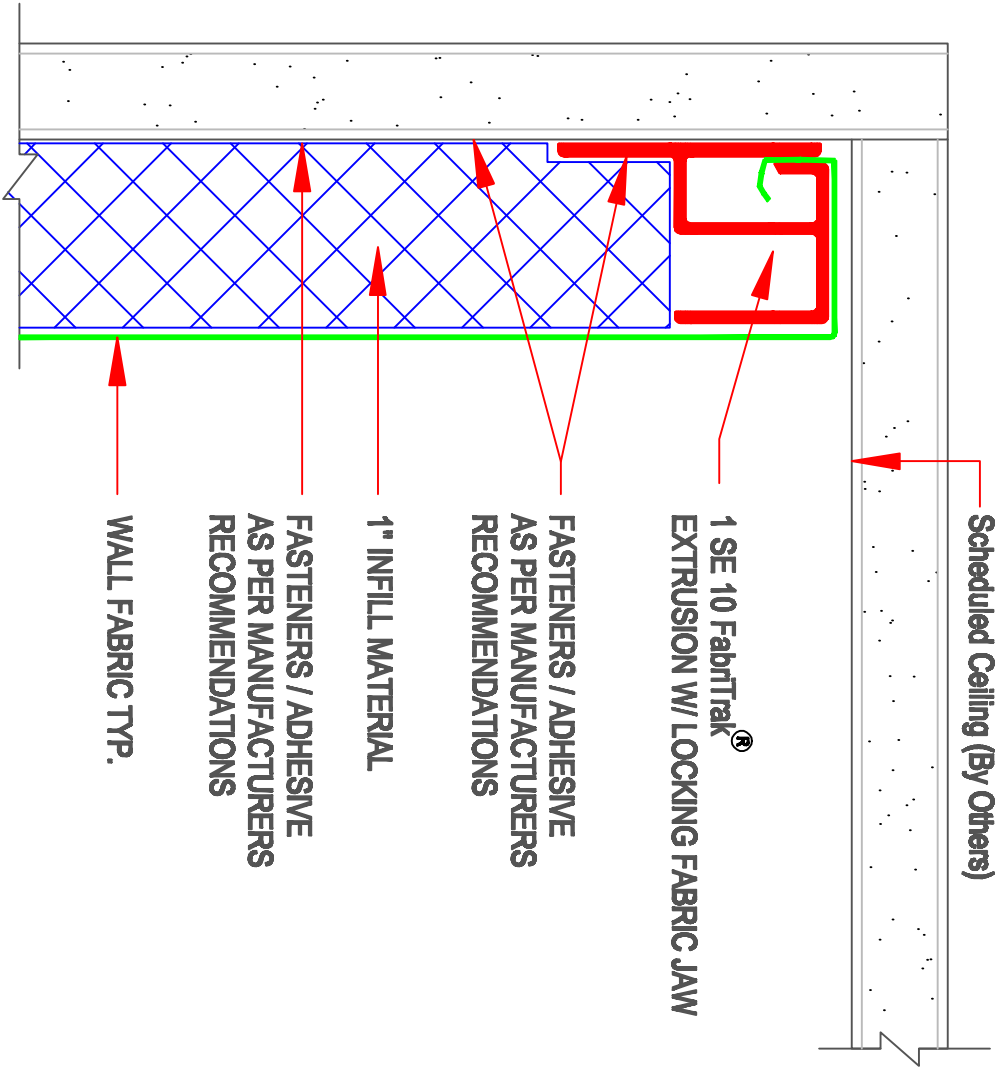 Scheduled Ceiling (By Others)
1 SE 10 FabriTrak®
EXTRUSION W/ LOCKING FABRIC JAW
FASTENERS / ADHESIVE
AS PER MANUFACTURERS
RECOMMENDATIONS
1" INFILL MATERIAL
FASTENERS / ADHESIVE
AS PER MANUFACTURERS
RECOMMENDATIONS
WALL FABRIC TYP.